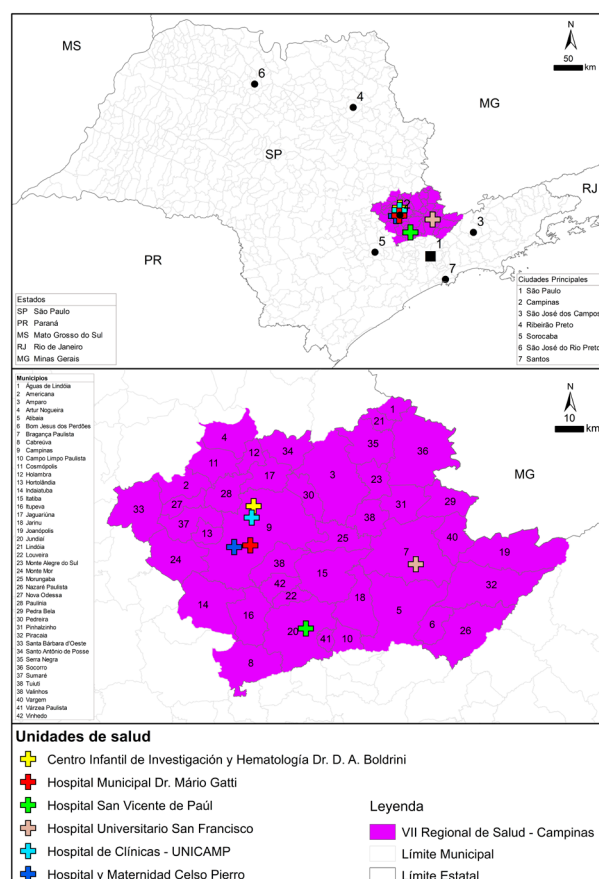 MS
6
4
MG
N
50
km
SP
2
RJ
3
5
1
PR
7
Estados
SP São Paulo
PR Paraná
MS Mato Grosso do Sul
RJ Rio de Janeiro
MG Minas Gerais
Ciudades Principales
1 São Paulo
2 Campinas
3 São José dos Campos
4 Ribeirão Preto
5 Sorocaba
6 São José do Rio Preto
7 Santos
Municípios
1 Águas de Lindóia
2 Americana
3 Amparo
4 Artur Nogueira
5 Atibaia
6 Bom Jesus dos Perdões
7 Bragança Paulista
8 Cabreúva
9 Campinas
10 Campo Limpo Paulista
11 Cosmópolis
12 Holambra
13 Hortolândia
14 Indaiatuba
15 Itatiba
16 Itupeva
17 Jaguariúna
18 Jarinu
19 Joanópolis
20 Jundiaí
21 Lindóia
22 Louveira
23 Monte Alegre do Sul
24 Monte Mor
25 Morungaba
26 Nazaré Paulista
27 Nova Odessa
28 Paulínia
29 Pedra Bela
30 Pedreira
31 Pinhalzinho
32 Piracaia
33 Santa Bárbara d'Oeste
34 Santo Antônio de Posse
35 Serra Negra
36 Socorro
37 Sumaré
38 Tuiuti
38 Valinhos
40 Vargem
41 Várzea Paulista
42 Vinhedo
N
10
km
MG
1
21
4
12
34
35
36
11
17
3
23
2
28
30
31
29
33
27
37
9
38
13
25
40
19
7
24
38
15
32
42
22
18
14
16
5
20
6
26
41
10
8
Unidades de salud
Centro Infantil de Investigación y Hematología Dr. D. A. Boldrini
Hospital Municipal Dr. Mário Gatti
Hospital San Vicente de Paúl
Hospital Universitario San Francisco
Hospital de Clínicas - UNICAMP
Hospital y Maternidad Celso Pierro
Leyenda
VII Regional de Salud - Campinas
Límite Municipal
Límite Estatal